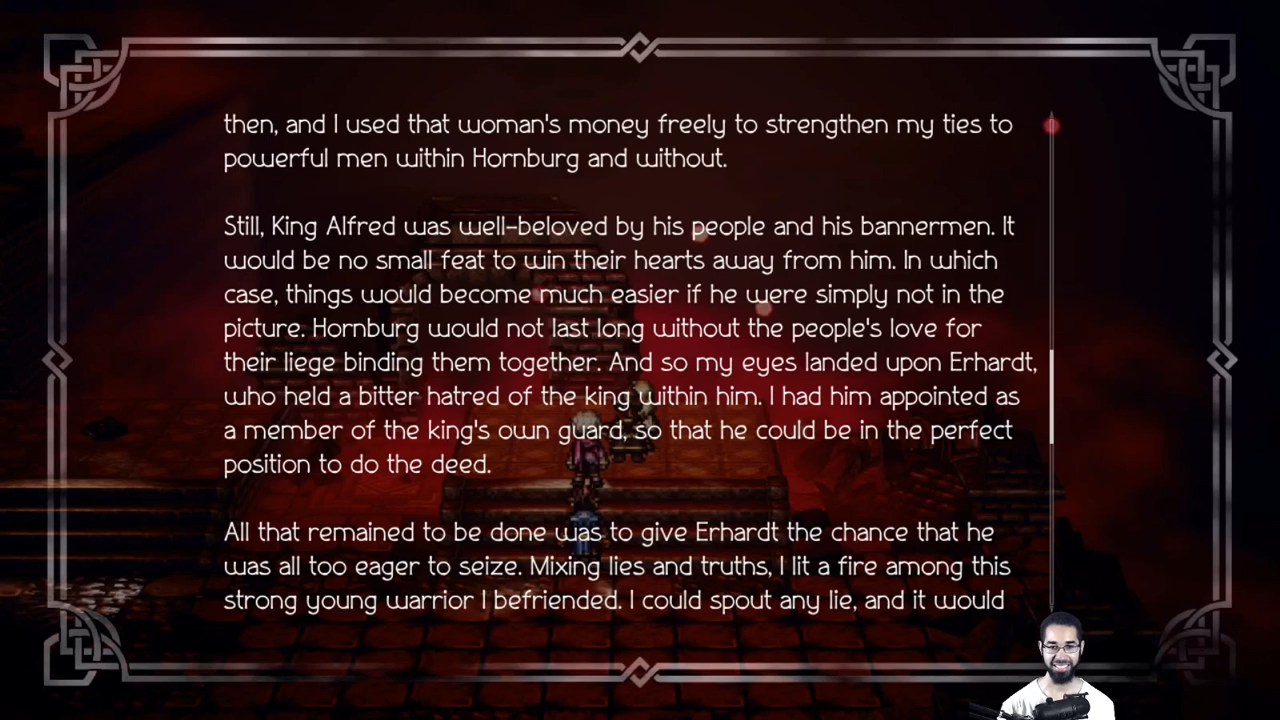 then, and I used that woman's money freely to strengthen my ties to
powerful men within Hornburg and without.
Still, King Alfred was well-beloved by his people and his bannermen. It
would be no small feat to win their hearts away from him. In which
case, things would become much easier if he were simply not in the
picture. Hornburg would not last long without the people's love for
their liege binding them together. And so my eyes landed upon Erhardt,
who held a bitter hatred of the king within him. I had him appointed as
a member of the king's own guard, so that he could be in the perfect
position to do the deed.
All that remained to be done was to give Erhardt the chance that he
was all too eager to seize. Mixing lies and truths, I lit a fire among this
strong young warrior I befriended. I could spout any lie, and it would